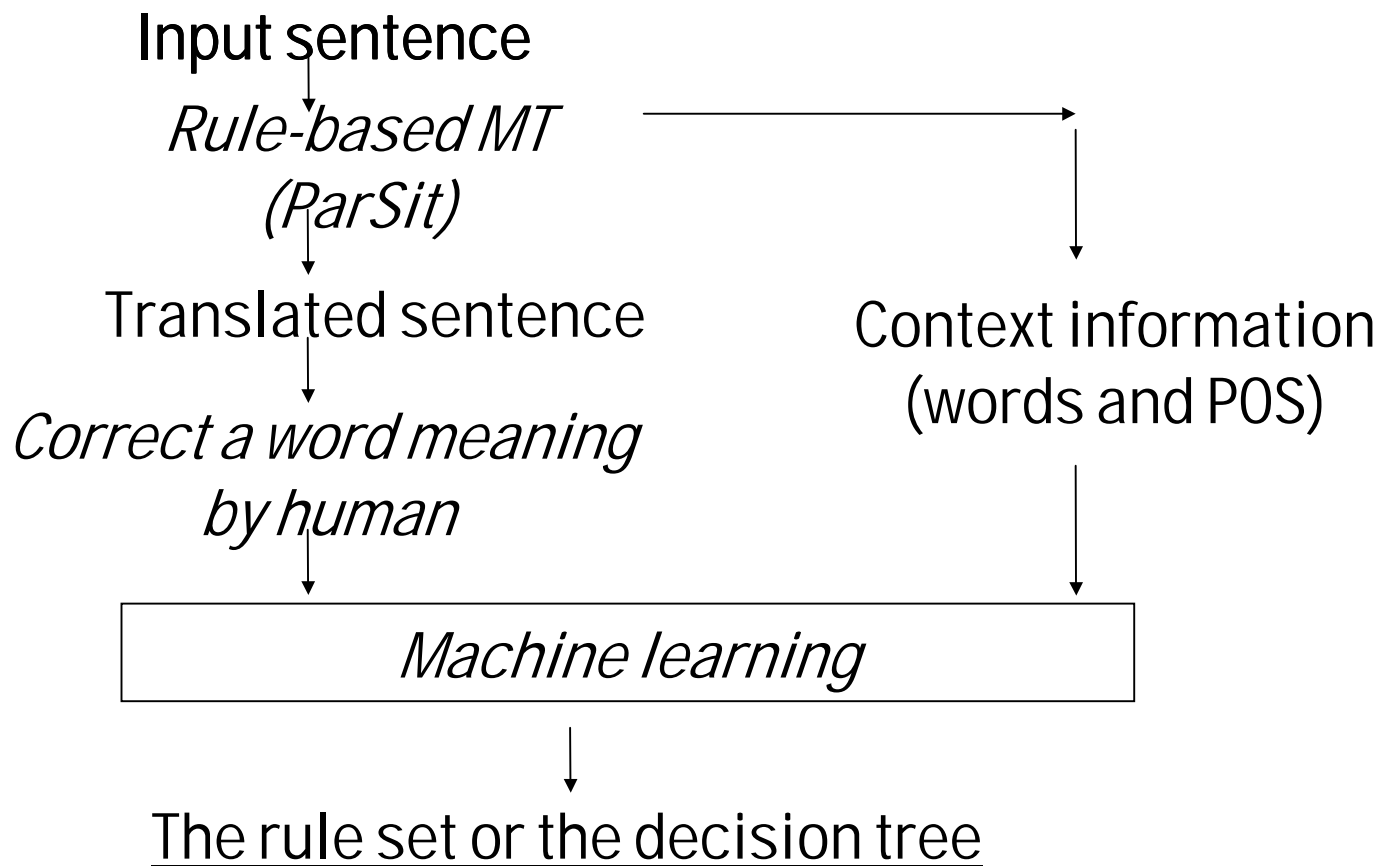 Input sentence
Rule-based MT
(ParSit)
Translated sentence
Context information
(words and POS)
Correct a word meaning
by human
Machine learning
The rule set or the decision tree